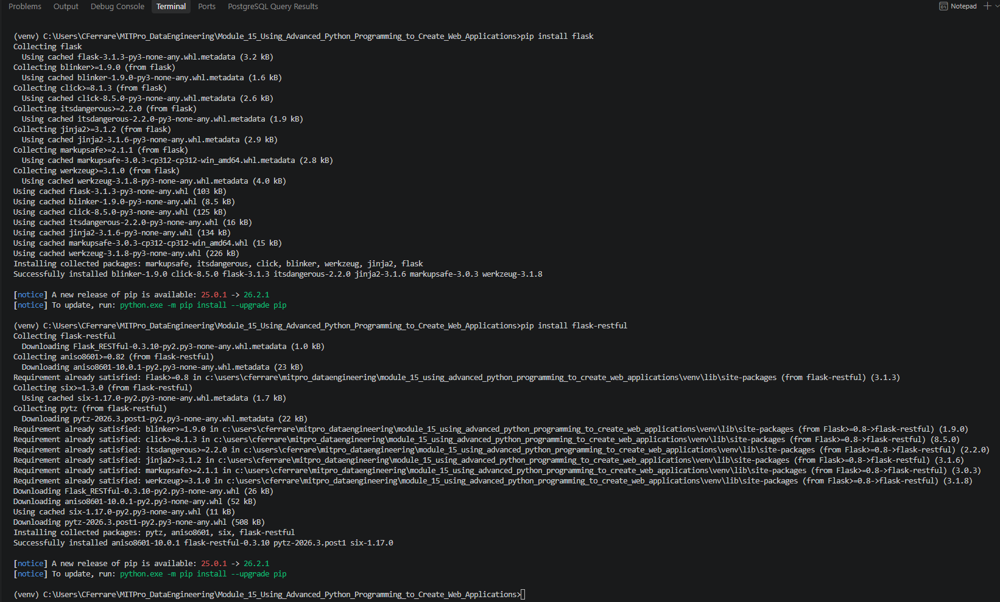 Problems Output Debug Console Terminal Ports PostgreSQL Query Results Notepad
(venv) C:\Users\CFerrare\MITPro_DataEngineering\Module_15_Using_Advanced_Python_Programming_to_Create_Web_Applications>pip install flask
Collecting flask
  Using cached flask-3.1.3-py3-none-any.whl.metadata (3.2 kB)
Collecting blinker>=1.9.0 (from flask)
  Using cached blinker-1.9.0-py3-none-any.whl.metadata (1.6 kB)
Collecting click>=8.1.3 (from flask)
  Using cached click-8.5.0-py3-none-any.whl.metadata (2.6 kB)
Collecting itsdangerous>=2.2.0 (from flask)
  Using cached itsdangerous-2.2.0-py3-none-any.whl.metadata (1.9 kB)
Collecting jinja2>=3.1.2 (from flask)
  Using cached jinja2-3.1.6-py3-none-any.whl.metadata (2.9 kB)
Collecting markupsafe>=2.1.1 (from flask)
  Using cached markupsafe-3.0.3-cp312-cp312-win_amd64.whl.metadata (2.8 kB)
Collecting werkzeug>=3.1.0 (from flask)
  Using cached werkzeug-3.1.8-py3-none-any.whl.metadata (4.0 kB)
Using cached flask-3.1.3-py3-none-any.whl (103 kB)
Using cached blinker-1.9.0-py3-none-any.whl (8.5 kB)
Using cached click-8.5.0-py3-none-any.whl (125 kB)
Using cached itsdangerous-2.2.0-py3-none-any.whl (16 kB)
Using cached jinja2-3.1.6-py3-none-any.whl (134 kB)
Using cached markupsafe-3.0.3-cp312-cp312-win_amd64.whl (15 kB)
Using cached werkzeug-3.1.8-py3-none-any.whl (226 kB)
Installing collected packages: markupsafe, itsdangerous, click, blinker, werkzeug, jinja2, flask
Successfully installed blinker-1.9.0 click-8.5.0 flask-3.1.3 itsdangerous-2.2.0 jinja2-3.1.6 markupsafe-3.0.3 werkzeug-3.1.8
[notice] A new release of pip is available: 25.0.1 -> 26.2.1
[notice] To update, run: python.exe -m pip install --upgrade pip
(venv) C:\Users\CFerrare\MITPro_DataEngineering\Module_15_Using_Advanced_Python_Programming_to_Create_Web_Applications>pip install flask-restful
Collecting flask-restful
  Downloading Flask_RESTful-0.3.10-py2.py3-none-any.whl.metadata (1.0 kB)
Collecting aniso8601>=0.82 (from flask-restful)
  Downloading aniso8601-10.0.1-py2.py3-none-any.whl.metadata (23 kB)
Requirement already satisfied: Flask>=0.8 in c:\users\cferrare\mitpro_dataengineering\module_15_using_advanced_python_programming_to_create_web_applications\venv\lib\site-packages (from flask-restful) (3.1.3)
Collecting six>=1.3.0 (from flask-restful)
  Using cached six-1.17.0-py2.py3-none-any.whl.metadata (1.7 kB)
Collecting pytz (from flask-restful)
  Downloading pytz-2026.3.post1-py2.py3-none-any.whl.metadata (22 kB)
Requirement already satisfied: blinker>=1.9.0 in c:\users\cferrare\mitpro_dataengineering\module_15_using_advanced_python_programming_to_create_web_applications\venv\lib\site-packages (from Flask>=0.8->flask-restful) (1.9.0)
Requirement already satisfied: click>=8.1.3 in c:\users\cferrare\mitpro_dataengineering\module_15_using_advanced_python_programming_to_create_web_applications\venv\lib\site-packages (from Flask>=0.8->flask-restful) (8.5.0)
Requirement already satisfied: itsdangerous>=2.2.0 in c:\users\cferrare\mitpro_dataengineering\module_15_using_advanced_python_programming_to_create_web_applications\venv\lib\site-packages (from Flask>=0.8->flask-restful) (2.2.0)
Requirement already satisfied: jinja2>=3.1.2 in c:\users\cferrare\mitpro_dataengineering\module_15_using_advanced_python_programming_to_create_web_applications\venv\lib\site-packages (from Flask>=0.8->flask-restful) (3.1.6)
Requirement already satisfied: markupsafe>=2.1.1 in c:\users\cferrare\mitpro_dataengineering\module_15_using_advanced_python_programming_to_create_web_applications\venv\lib\site-packages (from Flask>=0.8->flask-restful) (3.0.3)
Requirement already satisfied: werkzeug>=3.1.0 in c:\users\cferrare\mitpro_dataengineering\module_15_using_advanced_python_programming_to_create_web_applications\venv\lib\site-packages (from Flask>=0.8->flask-restful) (3.1.8)
Downloading Flask_RESTful-0.3.10-py2.py3-none-any.whl (26 kB)
Downloading aniso8601-10.0.1-py2.py3-none-any.whl (52 kB)
Using cached six-1.17.0-py2.py3-none-any.whl (11 kB)
Downloading pytz-2026.3.post1-py2.py3-none-any.whl (508 kB)
Installing collected packages: pytz, aniso8601, six, flask-restful
Successfully installed aniso8601-10.0.1 flask-restful-0.3.10 pytz-2026.3.post1 six-1.17.0
[notice] A new release of pip is available: 25.0.1 -> 26.2.1
[notice] To update, run: python.exe -m pip install --upgrade pip
(venv) C:\Users\CFerrare\MITPro_DataEngineering\Module_15_Using_Advanced_Python_Programming_to_Create_Web_Applications>